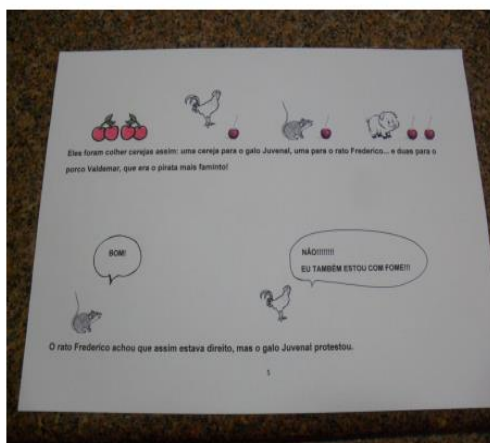 Eles foram colher cerejas assim: uma cereja para o galo Juvenal, uma para o rato Frederico... e duas para o
porco Valdemar, que era o pirata mais faminto!
BOM!
NÃO!!!!!!!!
EU TAMBÉM ESTOU COM FOME!!!
O rato Frederico achou que assim estava direito, mas o galo Juvenal protestou.
5